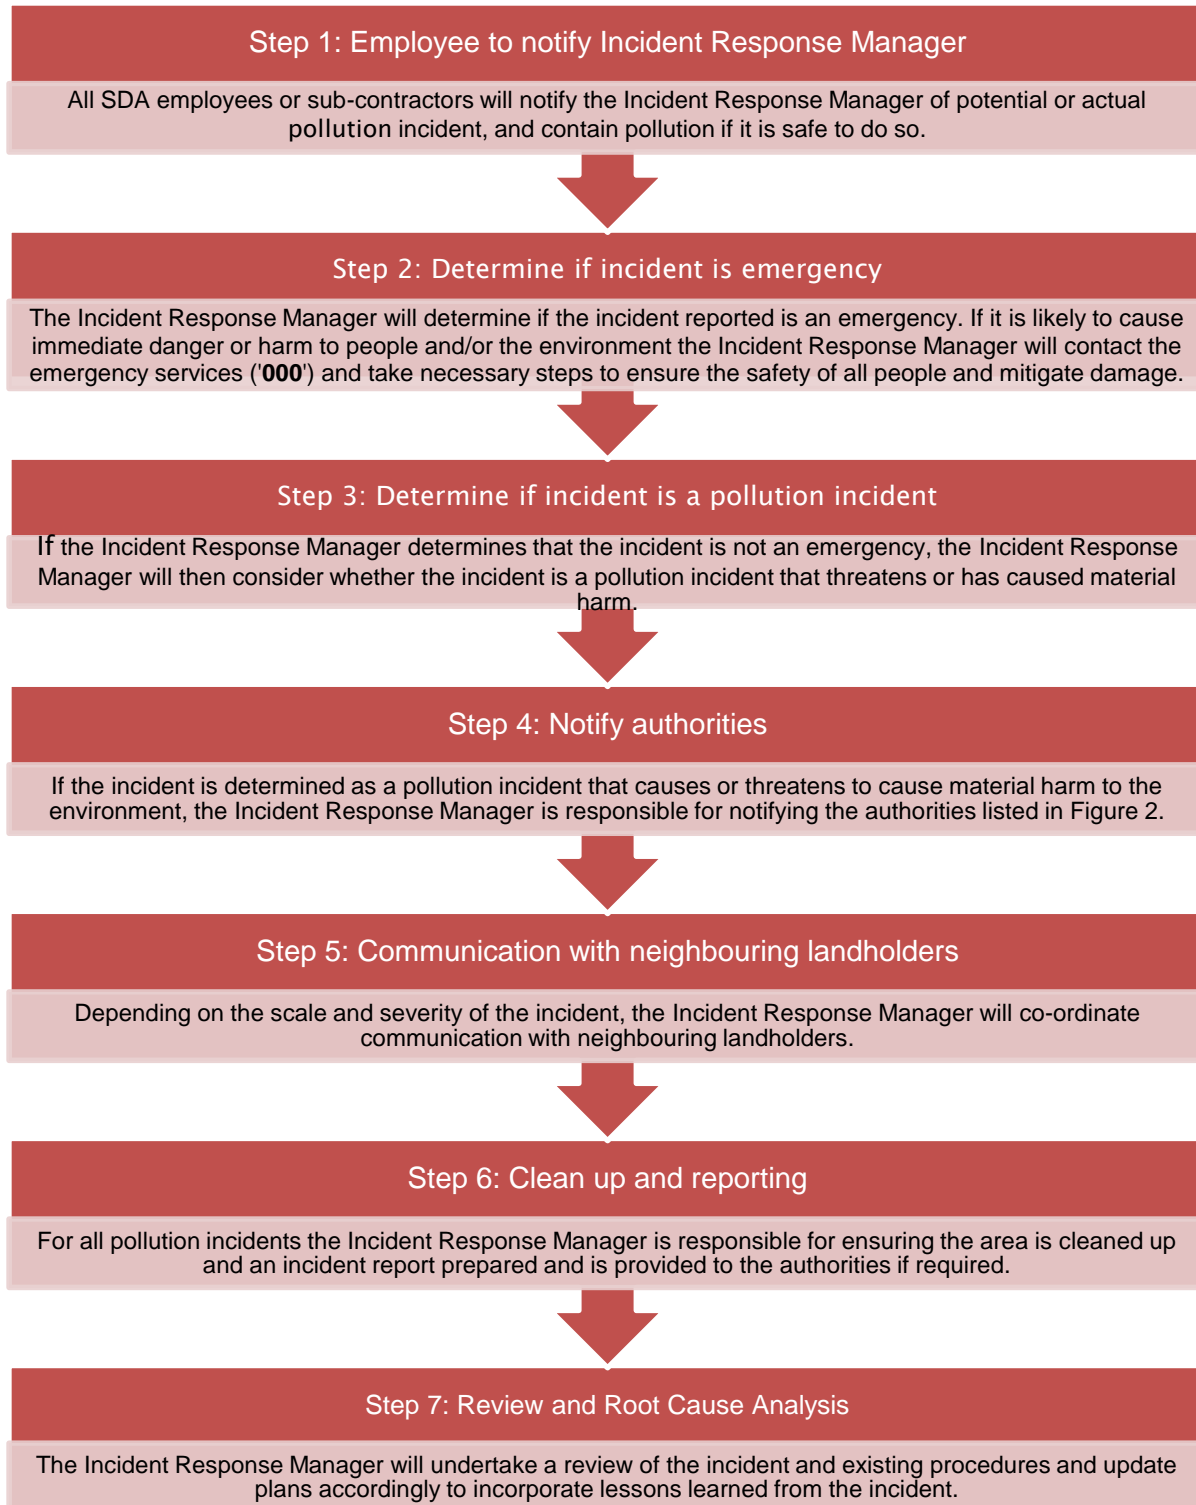 Step 1: Employee to notify Incident Response Manager
All SDA employees or sub-contractors will notify the Incident Response Manager of potential or actual
pollution incident, and contain pollution if it is safe to do so.
Step 2: Determine if incident is emergency
The Incident Response Manager will determine if the incident reported is an emergency. If it is likely to cause
immediate danger or harm to people and/or the environment the Incident Response Manager will contact the
emergency services ('000') and take necessary steps to ensure the safety of all people and mitigate damage.
Step 3: Determine if incident is a pollution incident
If the Incident Response Manager determines that the incident is not an emergency, the Incident Response
Manager will then consider whether the incident is a pollution incident that threatens or has caused material
harm.
Step 4: Notify authorities
If the incident is determined as a pollution incident that causes or threatens to cause material harm to the
environment, the Incident Response Manager is responsible for notifying the authorities listed in Figure 2.
Step 5: Communication with neighbouring landholders
Depending on the scale and severity of the incident, the Incident Response Manager will co-ordinate
communication with neighbouring landholders.
Step 6: Clean up and reporting
For all pollution incidents the Incident Response Manager is responsible for ensuring the area is cleaned up
and an incident report prepared and is provided to the authorities if required.
Step 7: Review and Root Cause Analysis
The Incident Response Manager will undertake a review of the incident and existing procedures and update
plans accordingly to incorporate lessons learned from the incident.